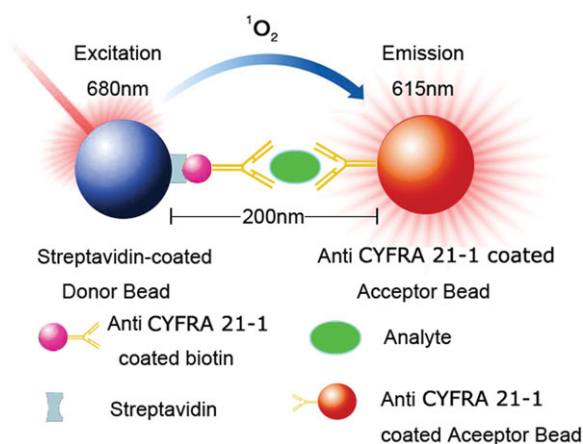 ¹O₂
Excitation
Emission
680nm
615nm
200nm
Streptavidin-coated
Donor Bead
Anti CYFRA 21-1 coated
Acceptor Bead
Anti CYFRA 21-1
coated biotin
Analyte
Streptavidin
Anti CYFRA 21-1
coated Aceeptor Bead